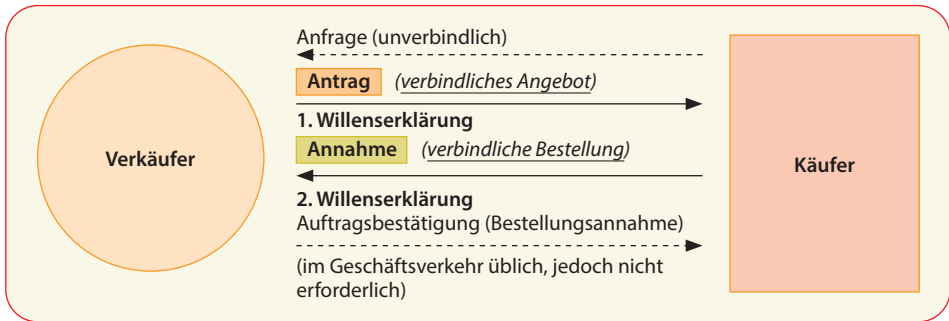 Verkäufer
Anfrage (unverbindlich)
Antrag (verbindliches Angebot)
1. Willenserklärung
Annahme (verbindliche Bestellung)
2. Willenserklärung
Auftragsbestätigung (Bestellungsannahme)
(im Geschäftsverkehr üblich, jedoch nicht
erforderlich)
Käufer